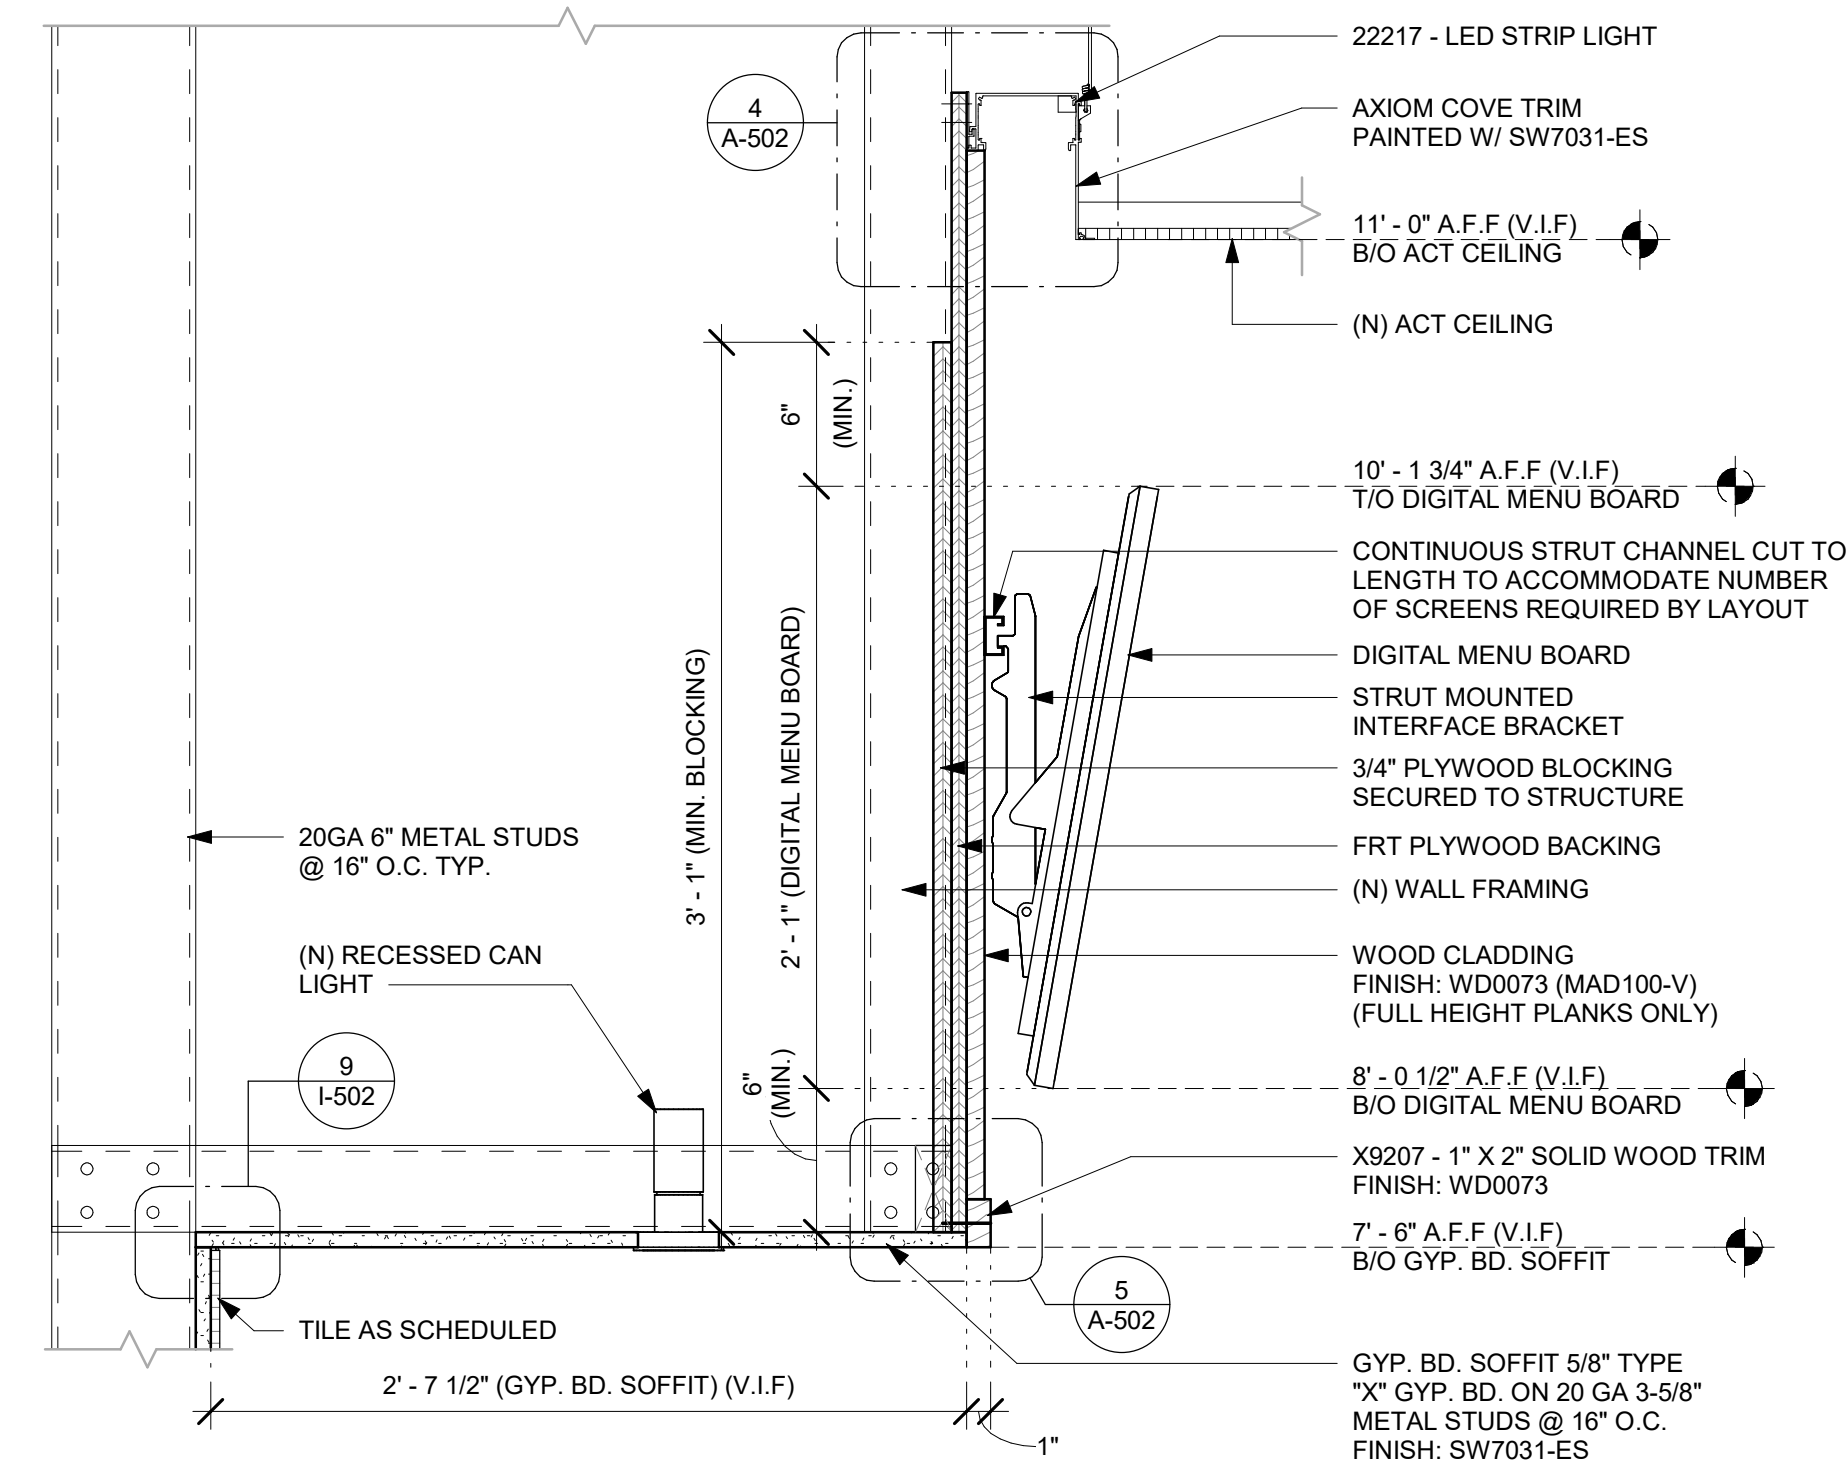 22217 - LED STRIP LIGHT
4
A-502
AXIOM COVE TRIM
PAINTED W/ SW7031-ES
11' - 0" A.F.F (V.I.F)
B/O ACT CEILING
(N) ACT CEILING
6"
(MIN.)
10' - 1 3/4" A.F.F (V.I.F)
T/O DIGITAL MENU BOARD
CONTINUOUS STRUT CHANNEL CUT TO
LENGTH TO ACCOMMODATE NUMBER
OF SCREENS REQUIRED BY LAYOUT
DIGITAL MENU BOARD
STRUT MOUNTED
INTERFACE BRACKET
3' - 1" (MIN. BLOCKING)
2' - 1" (DIGITAL MENU BOARD)
3/4" PLYWOOD BLOCKING
SECURED TO STRUCTURE
20GA 6" METAL STUDS
@ 16" O.C. TYP.
FRT PLYWOOD BACKING
(N) WALL FRAMING
(N) RECESSED CAN
LIGHT
WOOD CLADDING
FINISH: WD0073 (MAD100-V)
(FULL HEIGHT PLANKS ONLY)
9
I-502
6"
(MIN.)
8' - 0 1/2" A.F.F (V.I.F)
B/O DIGITAL MENU BOARD
X9207 - 1" X 2" SOLID WOOD TRIM
FINISH: WD0073
7' - 6" A.F.F (V.I.F)
B/O GYP. BD. SOFFIT
5
A-502
TILE AS SCHEDULED
2' - 7 1/2" (GYP. BD. SOFFIT) (V.I.F)
1"
GYP. BD. SOFFIT 5/8" TYPE
"X" GYP. BD. ON 20 GA 3-5/8"
METAL STUDS @ 16" O.C.
FINISH: SW7031-ES